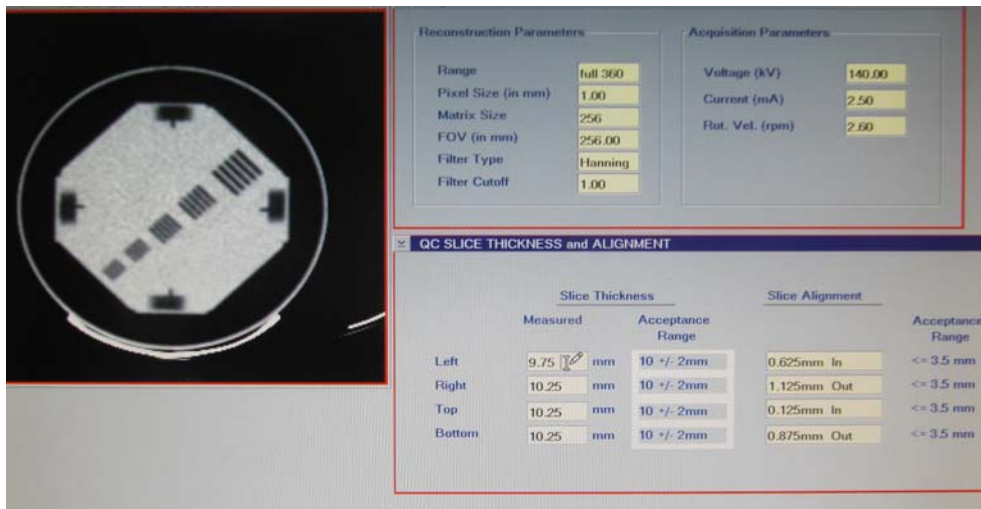 Reconstruction Parameters
Range full 360
Pixel Size (in mm) 1.00
Matrix Size 256
FOV (in mm) 256.00
Filter Type Hanning
Filter Cutoff 1.00
Acquisition Parameters
Voltage (kV) 140.00
Current (mA) 2.50
Rot. Vel. (rpm) 2.60
QC SLICE THICKNESS and ALIGNMENT
Slice Thickness Slice Alignment
Measured Acceptance Range Acceptance Range
Left 9.75 mm 10 +/- 2mm 0.625mm In <= 3.5 mm
Right 10.25 mm 10 +/- 2mm 1.125mm Out <= 3.5 mm
Top 10.25 mm 10 +/- 2mm 0.125mm In <= 3.5 mm
Bottom 10.25 mm 10 +/- 2mm 0.875mm Out <= 3.5 mm